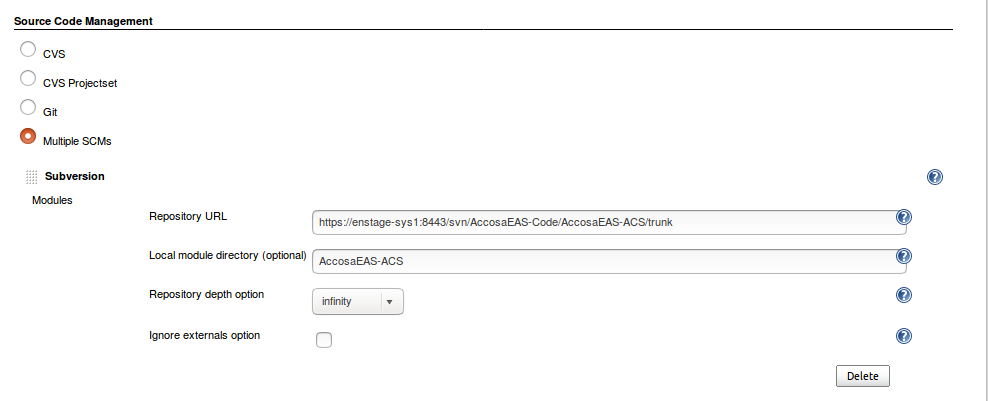 Source Code Management
CVS
CVS Projectset
Git
Multiple SCMs
Subversion
?
Modules
Repository URL
https://enstage-sys1:8443/svn/AccosaEAS-Code/AccosaEAS-ACS/trunk
?
Local module directory (optional)
AccosaEAS-ACS
?
Repository depth option
infinity
?
Ignore externals option
?
Delete